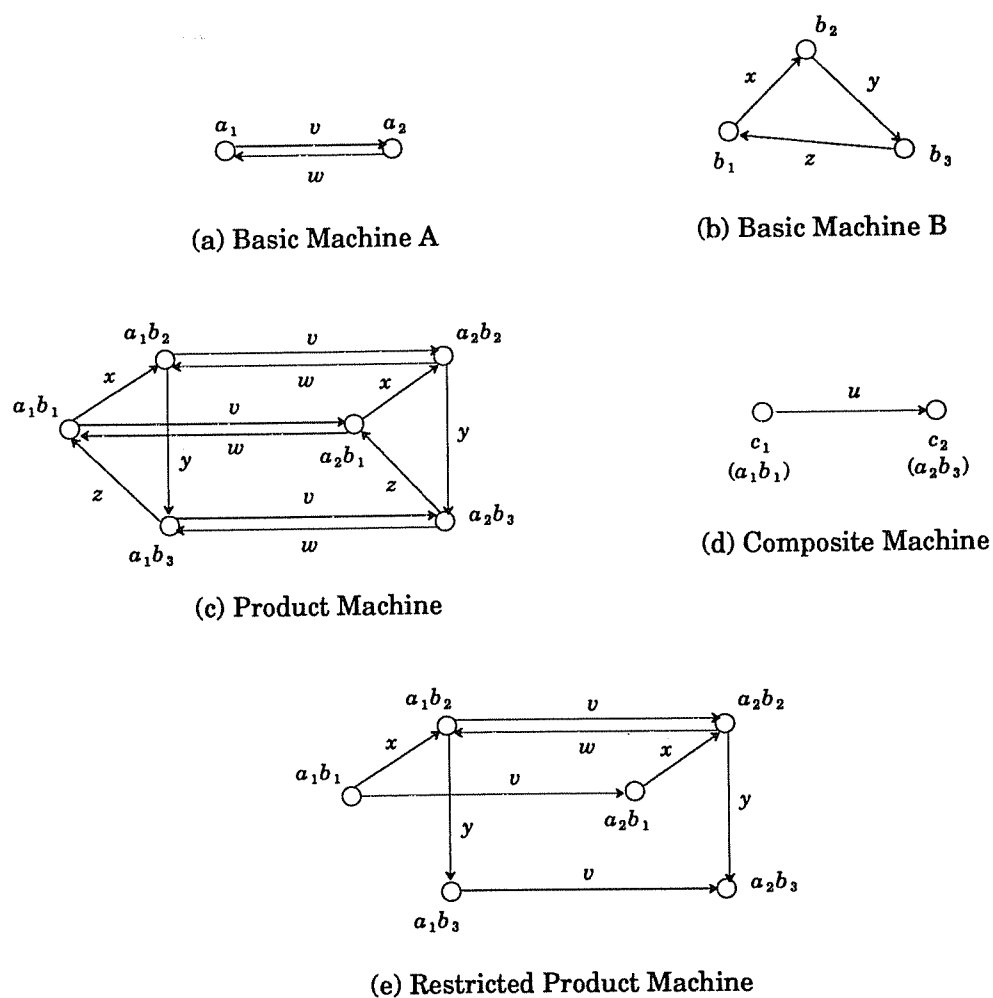 b₂
x
y
a₁
v
a₂
w
b₁
z
b₃
(a) Basic Machine A
(b) Basic Machine B
a₁b₂
v
a₂b₂
w
x
x
a₁b₁
v
w
a₂b₁
y
y
z
z
v
w
a₁b₃
a₂b₃
u
c₁
c₂
(a₁b₁)
(a₂b₃)
(d) Composite Machine
(c) Product Machine
a₁b₂
v
a₂b₂
w
x
x
a₁b₁
v
a₂b₁
y
y
v
a₁b₃
a₂b₃
(e) Restricted Product Machine